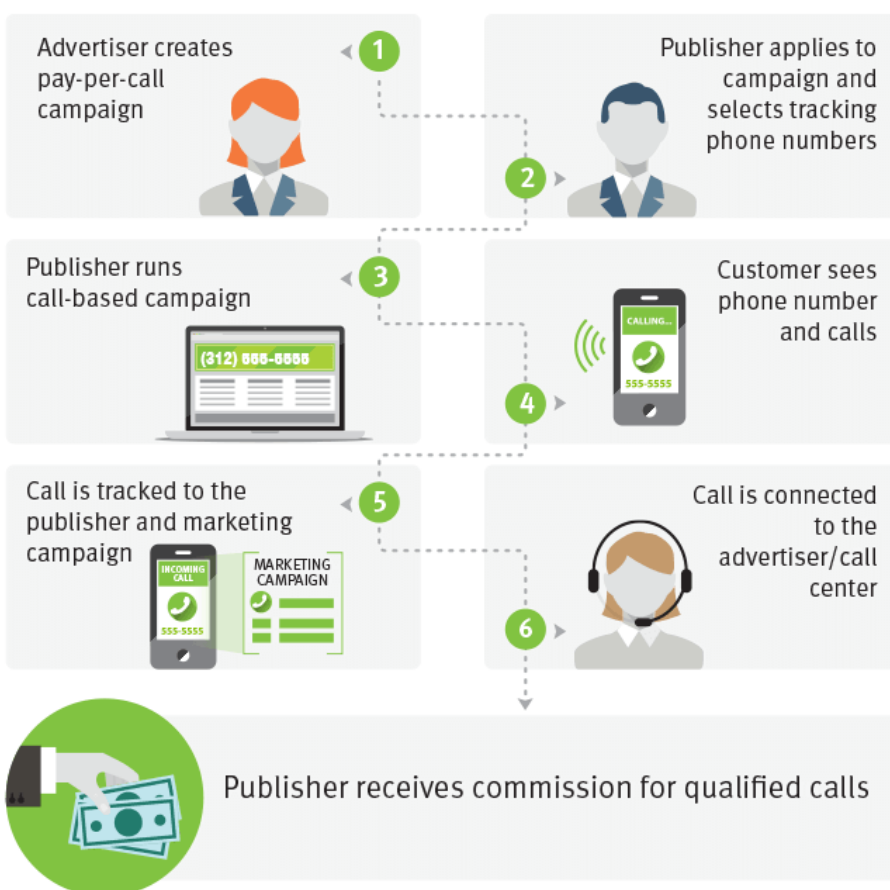 Advertiser creates
pay-per-call
campaign
1
Publisher applies to
campaign and
selects tracking
phone numbers
2
Publisher runs
call-based campaign
3
(312) 555-5555
Customer sees
phone number
and calls
CALLING...
555-5555
4
Call is tracked to the
publisher and marketing
campaign
5
INCOMING
CALL
555-5555
MARKETING
CAMPAIGN
Call is connected
to the
advertiser/call
center
6
Publisher receives commission for qualified calls